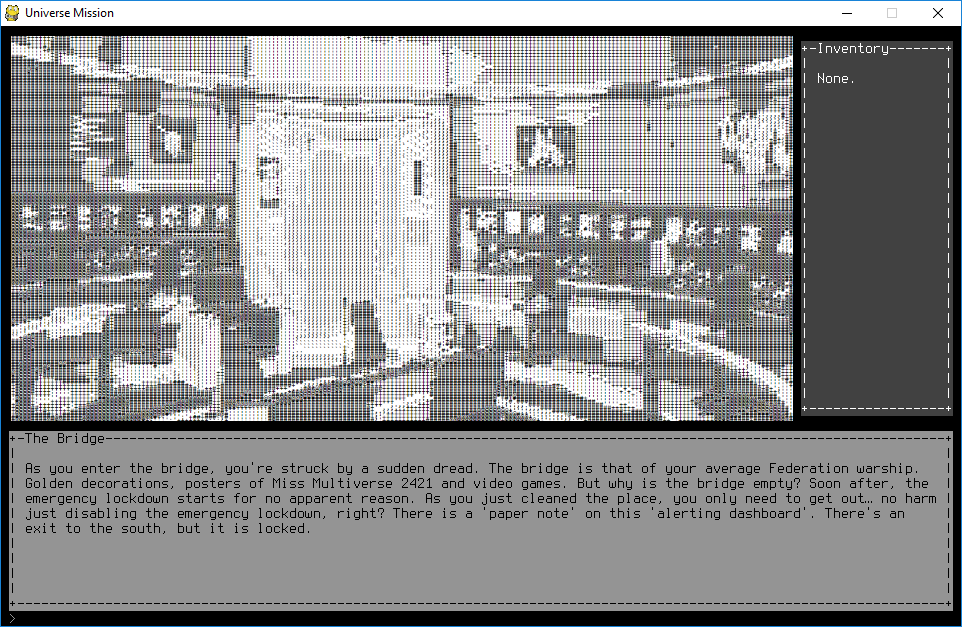 Universe Mission
Inventory
None.
The Bridge
As you enter the bridge, you're struck by a sudden dread. The bridge is that of your average Federation warship.
Golden decorations, posters of Miss Multiverse 2421 and video games. But why is the bridge empty? Soon after, the
emergency lockdown starts for no apparent reason. As you just cleaned the place, you only need to get out… no harm
just disabling the emergency lockdown, right? There is a 'paper note' on this 'alerting dashboard'. There's an
exit to the south, but it is locked.
>